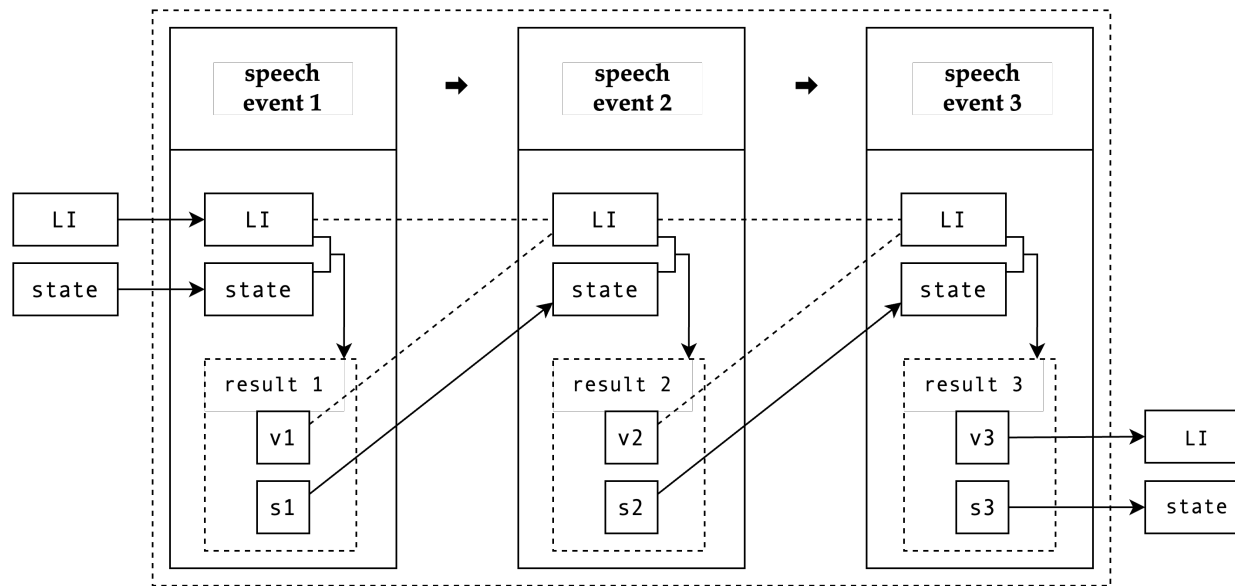 speech
event 1
speech
event 2
speech
event 3
LI
LI
LI
LI
state
state
state
state
result 1
result 2
result 3
v1
v2
v3
LI
s1
s2
s3
state